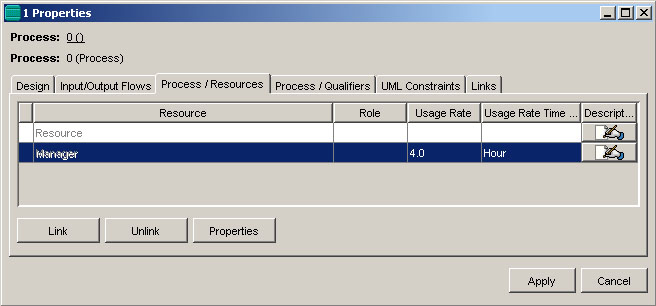 1 Properties
Process: 0 ()
Process: 0 (Process)
Design Input/Output Flows Process / Resources Process / Qualifiers UML Constraints Links
Resource Role Usage Rate Usage Rate Time ... Descript...
Resource
Manager 4.0 Hour
Link Unlink Properties
Apply Cancel